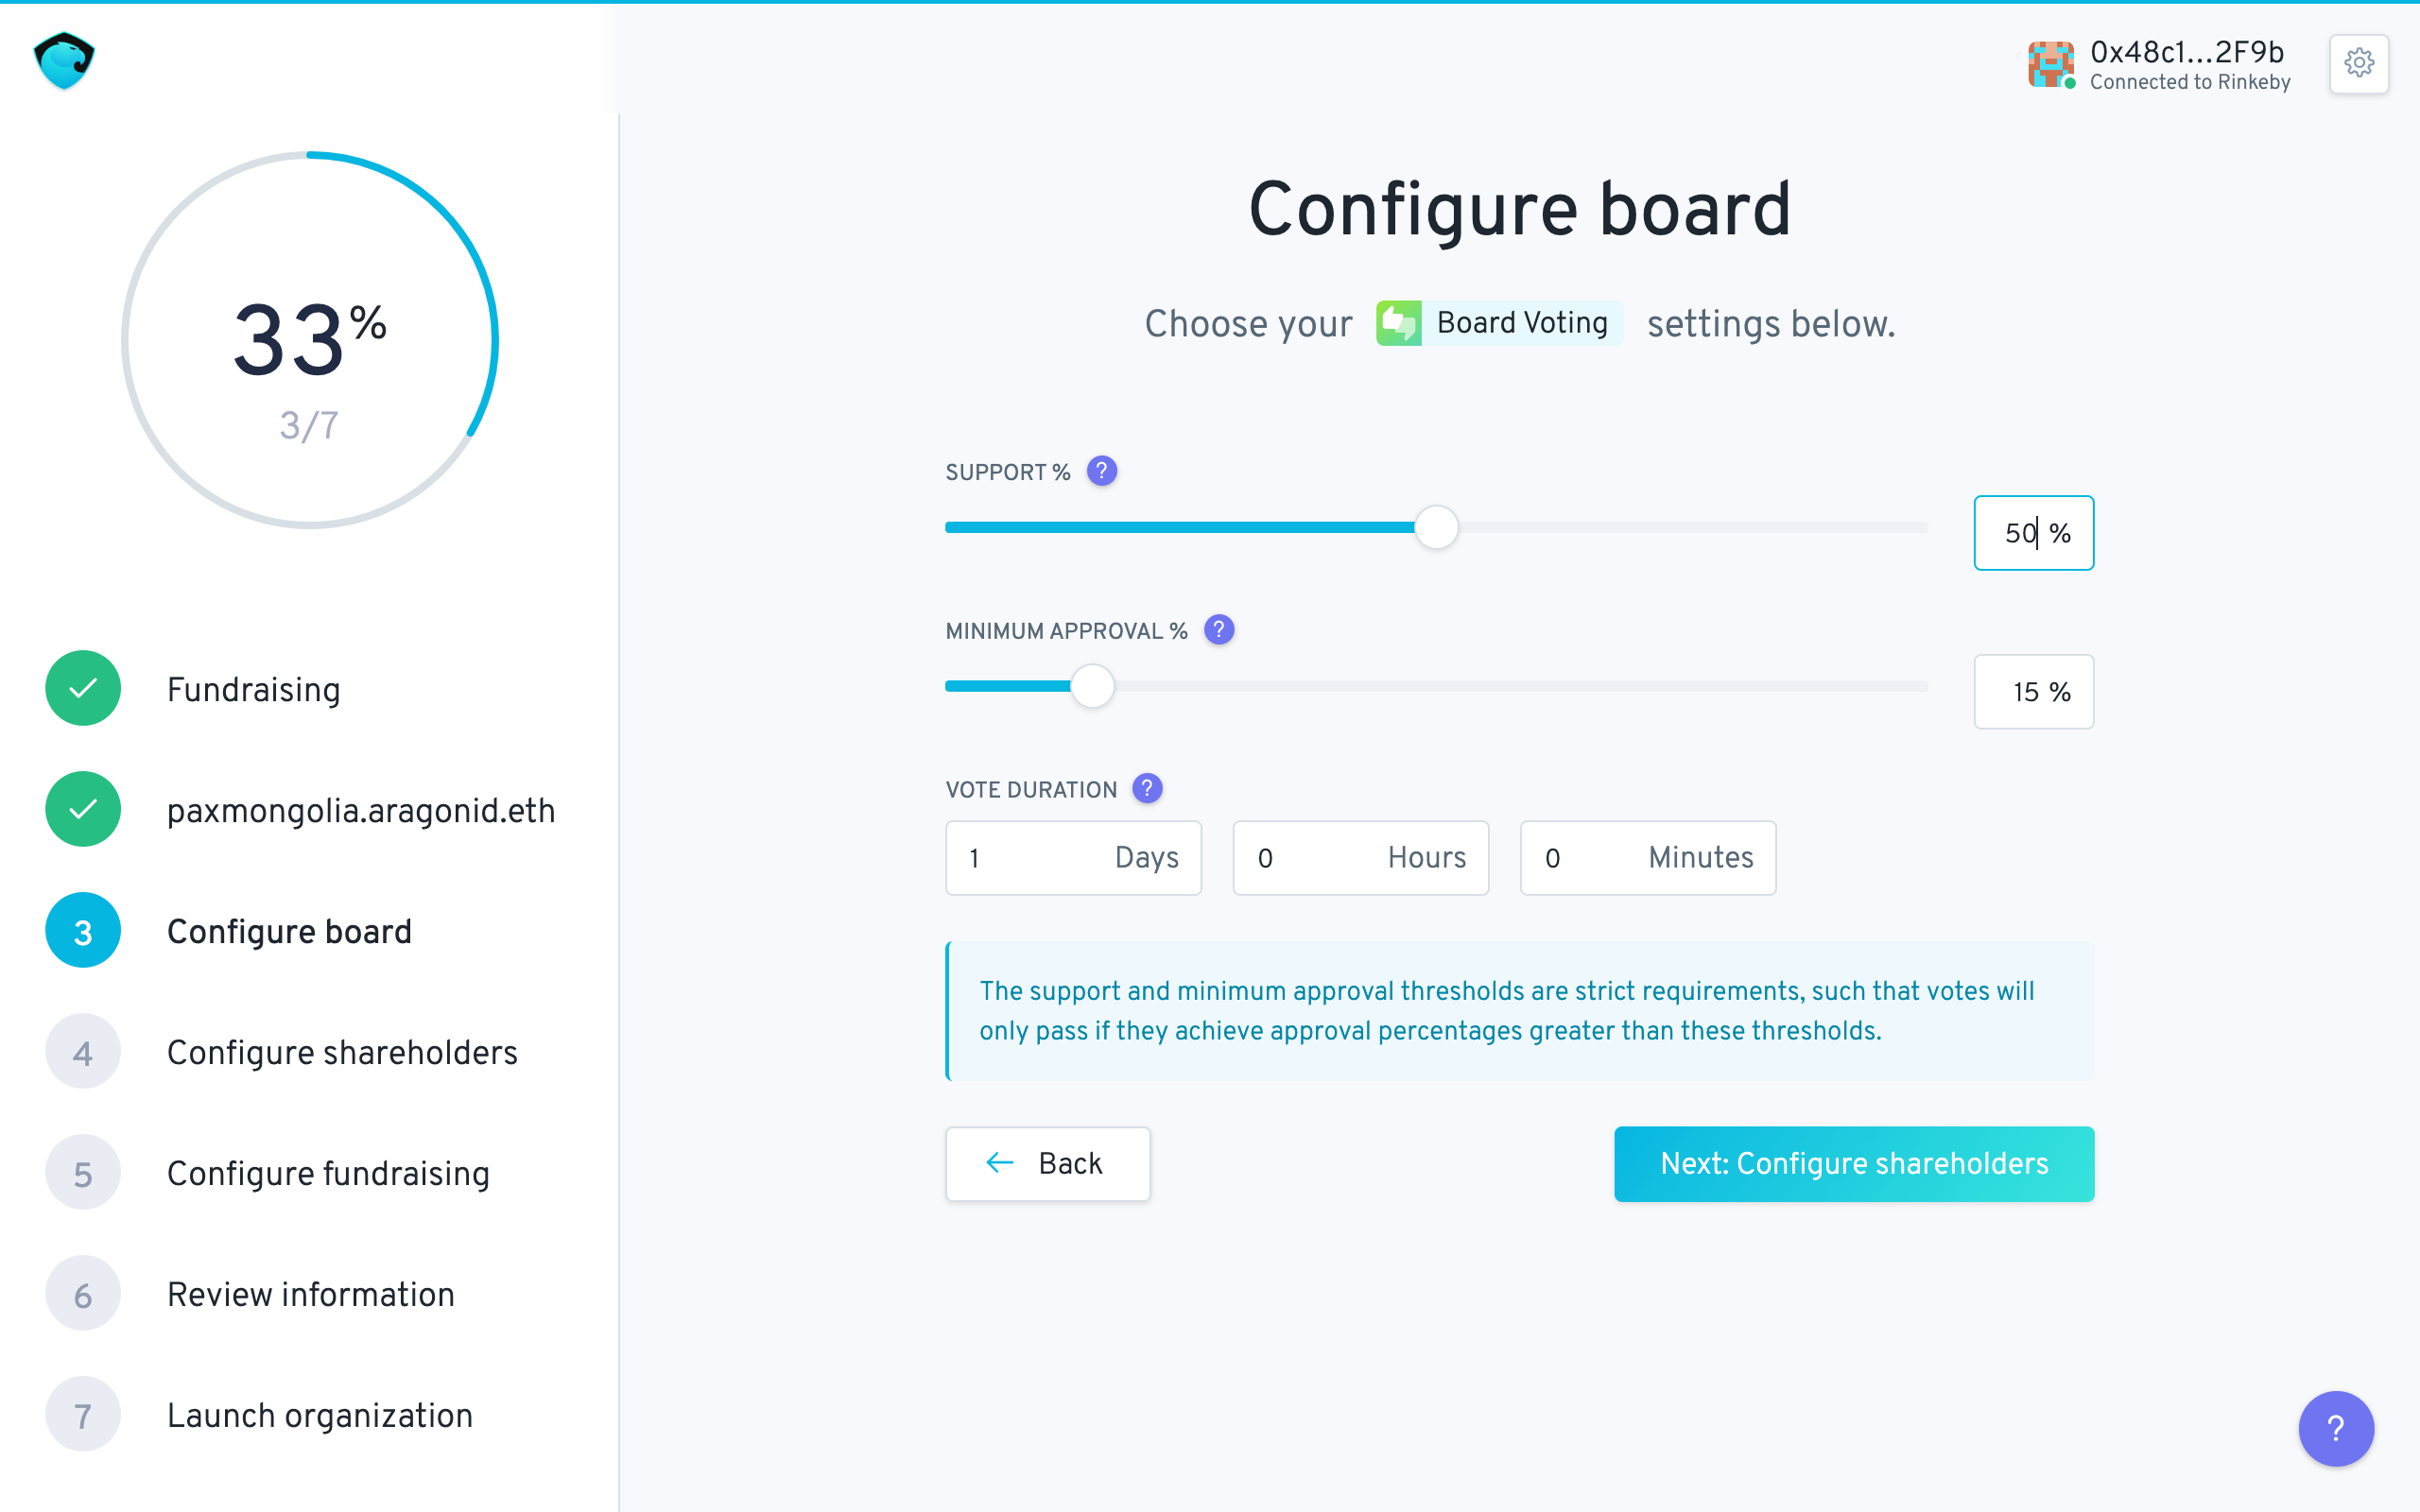 0x48c1...2F9b
Connected to Rinkeby
33%
3/7
Fundraising
paxmongolia.aragonid.eth
3 Configure board
4 Configure shareholders
5 Configure fundraising
6 Review information
7 Launch organization
Configure board
Choose your Board Voting settings below.
SUPPORT % ?
50 %
MINIMUM APPROVAL % ?
15 %
VOTE DURATION ?
1 Days 0 Hours 0 Minutes
The support and minimum approval thresholds are strict requirements, such that votes will
only pass if they achieve approval percentages greater than these thresholds.
Back Next: Configure shareholders
?